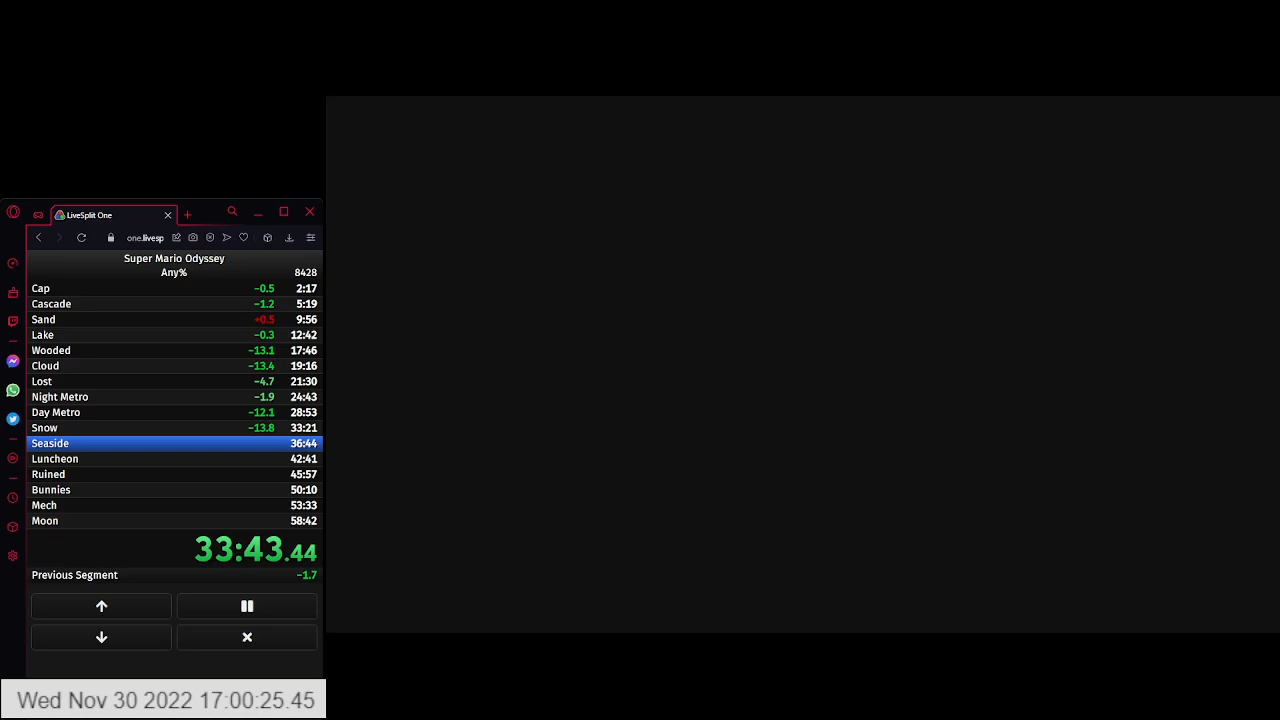 LiveSplit One
one.livesp
Super Mario Odyssey
Any% 8428
Cap −0.5 2:17
Cascade −1.2 5:19
Sand +0.5 9:56
Lake −0.3 12:42
Wooded −13.1 17:46
Cloud −13.4 19:16
Lost −4.7 21:30
Night Metro −1.9 24:43
Day Metro −12.1 28:53
Snow −13.8 33:21
Seaside 36:44
Luncheon 42:41
Ruined 45:57
Bunnies 50:10
Mech 53:33
Moon 58:42
33:43.44
Previous Segment −1.7
Wed Nov 30 2022 17:00:25.45